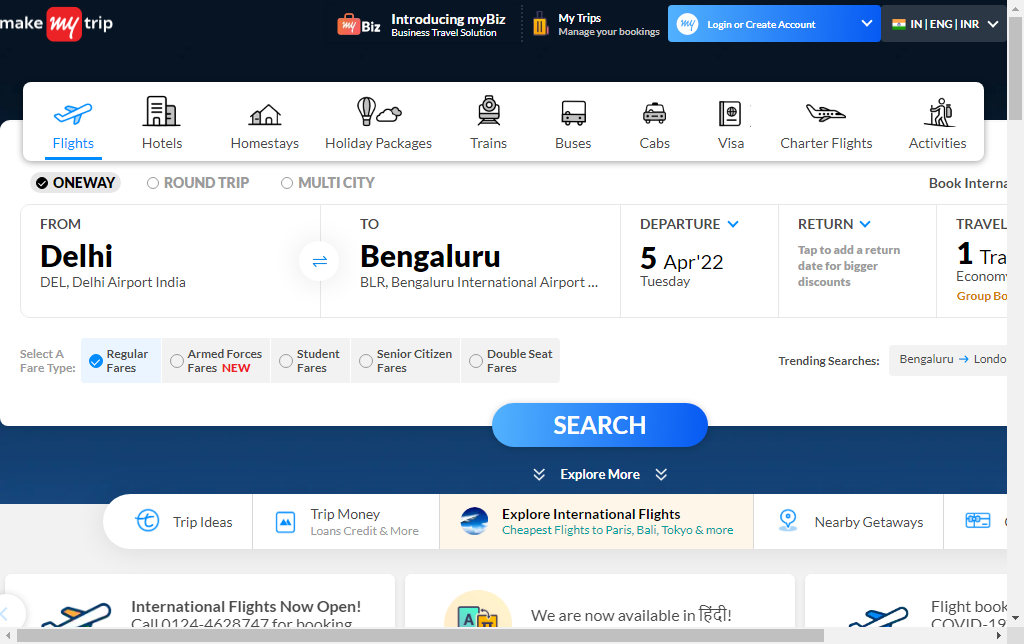 make my trip
my Biz
Introducing myBiz
Business Travel Solution
My Trips
Manage your bookings
my
Login or Create Account
IN | ENG | INR
Flights
Hotels
Homestays
Holiday Packages
Trains
Buses
Cabs
Visa
Charter Flights
Activities
ONEWAY
ROUND TRIP
MULTI CITY
Book Interna
FROM
Delhi
DEL, Delhi Airport India
TO
Bengaluru
BLR, Bengaluru International Airport ...
DEPARTURE
5 Apr'22
Tuesday
RETURN
Tap to add a return
date for bigger
discounts
TRAVEL
1 Tra
Economy
Group Bo
Select A
Fare Type:
Regular
Fares
Armed Forces
Fares NEW
Student
Fares
Senior Citizen
Fares
Double Seat
Fares
Trending Searches:
Bengaluru → Londo
SEARCH
Explore More
Trip Ideas
Trip Money
Loans Credit & More
Explore International Flights
Cheapest Flights to Paris, Bali, Tokyo & more
Nearby Getaways
International Flights Now Open!
Call 0124-4628747 for booking
A
We are now available in हिंदी!
Flight book
COVID-19